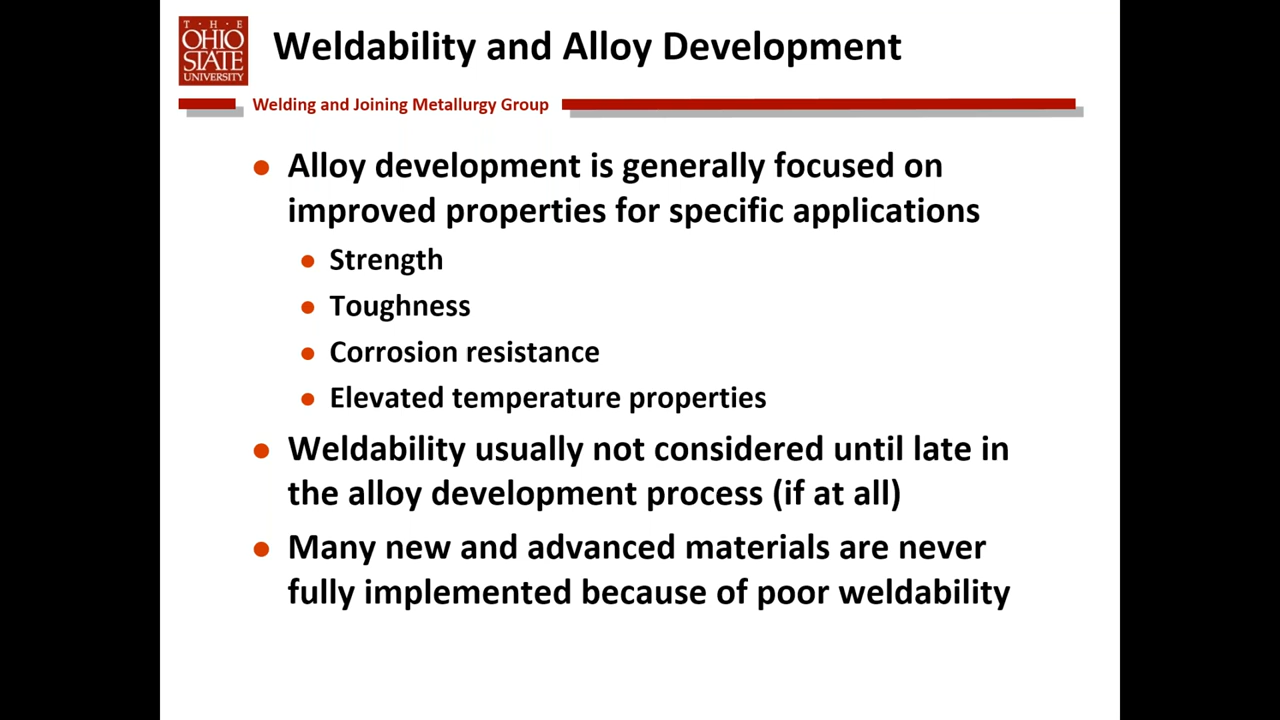 T · H · E
OHIO
STATE
UNIVERSITY
Weldability and Alloy Development
Welding and Joining Metallurgy Group
● Alloy development is generally focused on
improved properties for specific applications
● Strength
● Toughness
● Corrosion resistance
● Elevated temperature properties
● Weldability usually not considered until late in
the alloy development process (if at all)
● Many new and advanced materials are never
fully implemented because of poor weldability